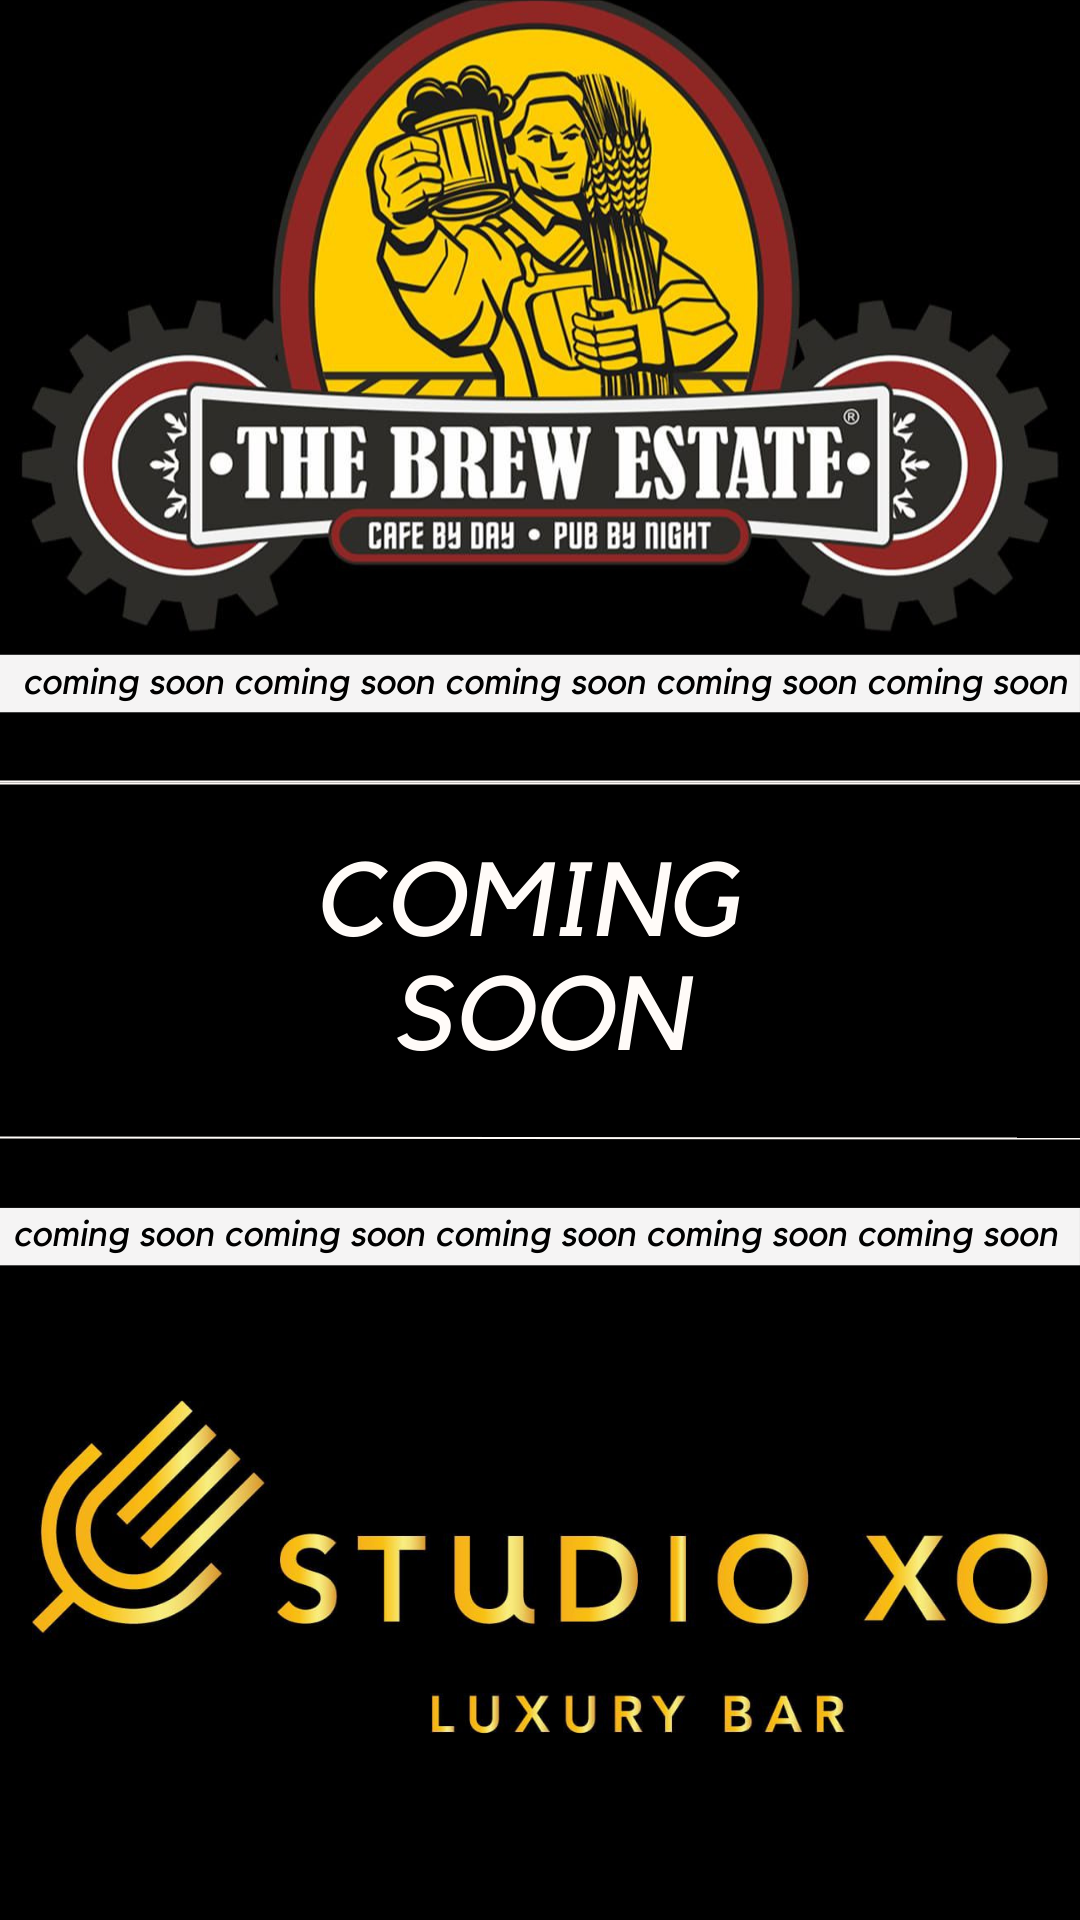 ®
•THE BREW ESTATE•
CAFE BY DAY • PUB BY NIGHT
coming soon coming soon coming soon coming soon coming soon
COMING
SOON
coming soon coming soon coming soon coming soon coming soon
STUDIO XO
LUXURY BAR